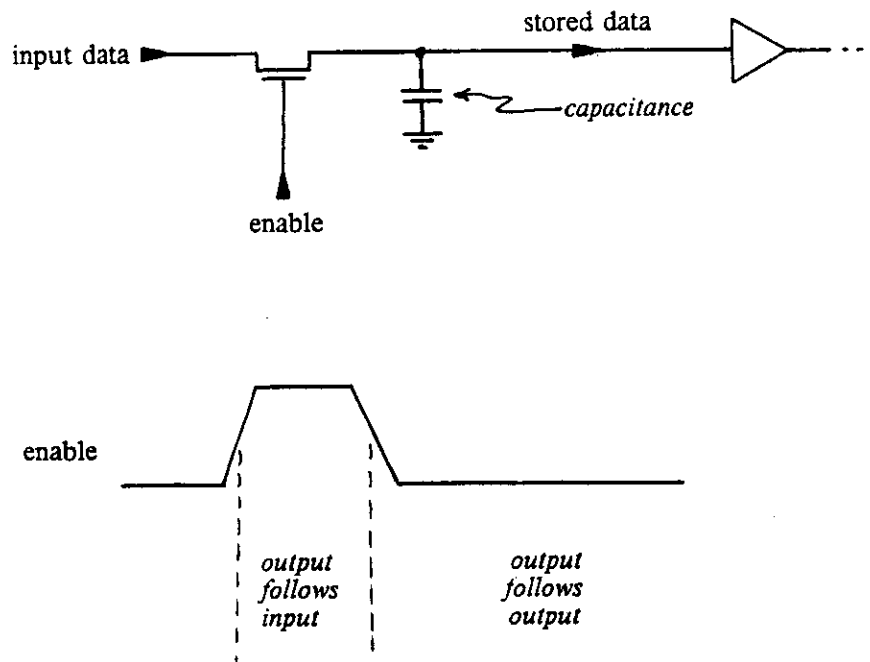 stored data
input data
capacitance
enable
enable
output
follows
input
output
follows
output